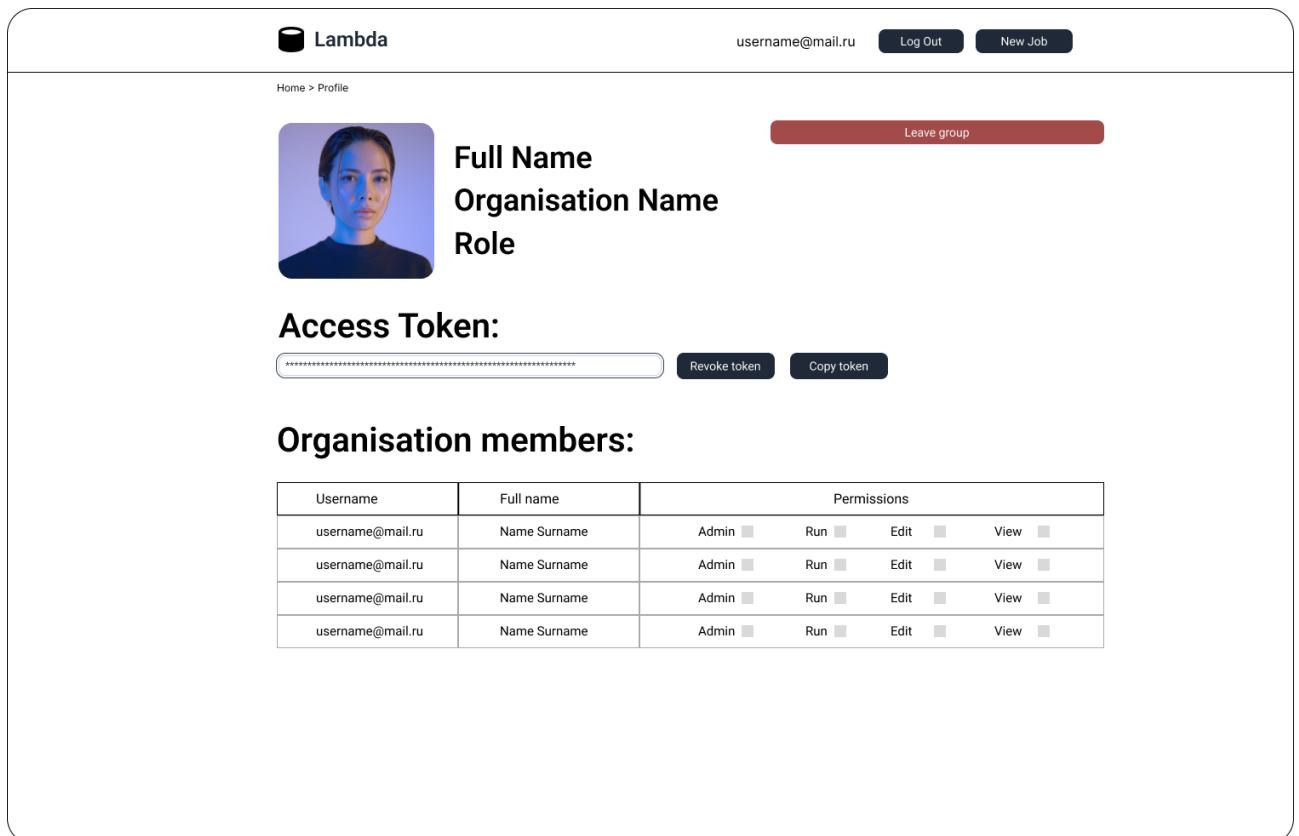 Lambda
username@mail.ru
Log Out
New Job
Home > Profile
Leave group
Full Name
Organisation Name
Role
Access Token:
******************************************************************
Revoke token
Copy token
Organisation members:
Username Full name Permissions
username@mail.ru Name Surname Admin Run Edit View
username@mail.ru Name Surname Admin Run Edit View
username@mail.ru Name Surname Admin Run Edit View
username@mail.ru Name Surname Admin Run Edit View